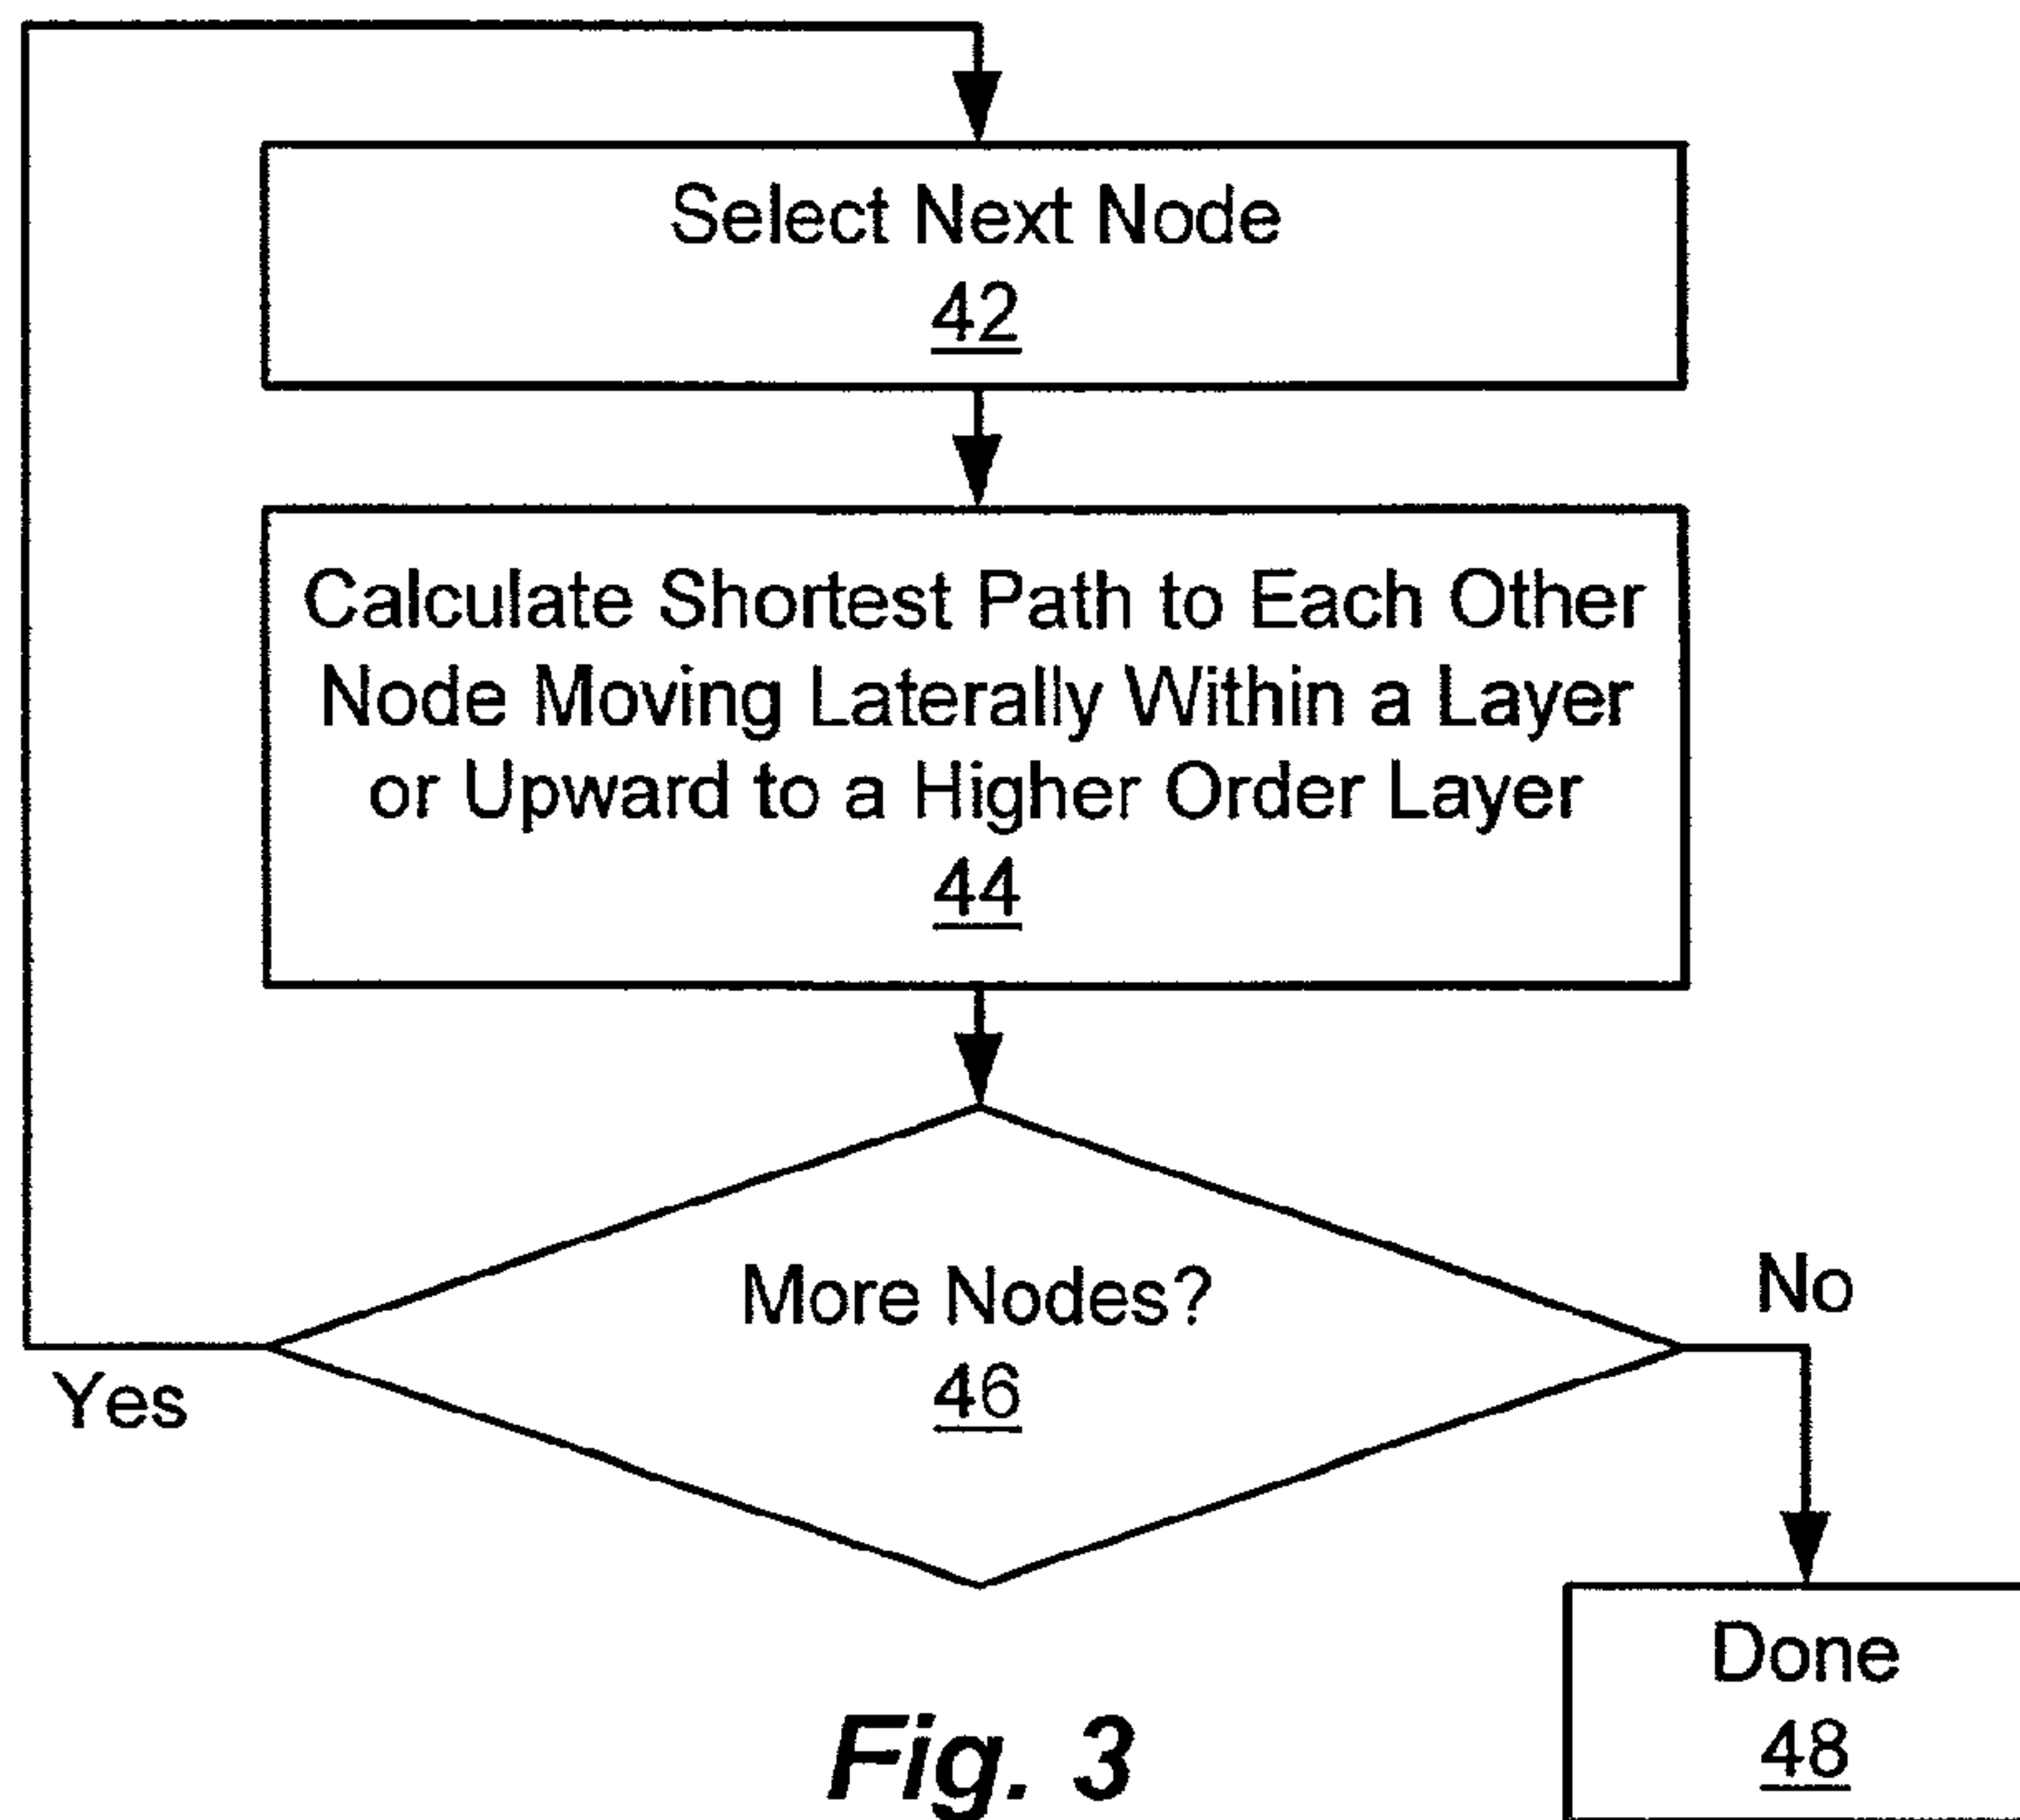 Select Next Node
42
Calculate Shortest Path to Each Other
Node Moving Laterally Within a Layer
or Upward to a Higher Order Layer
44
More Nodes?
46
Yes
No
Done
48
Fig. 3